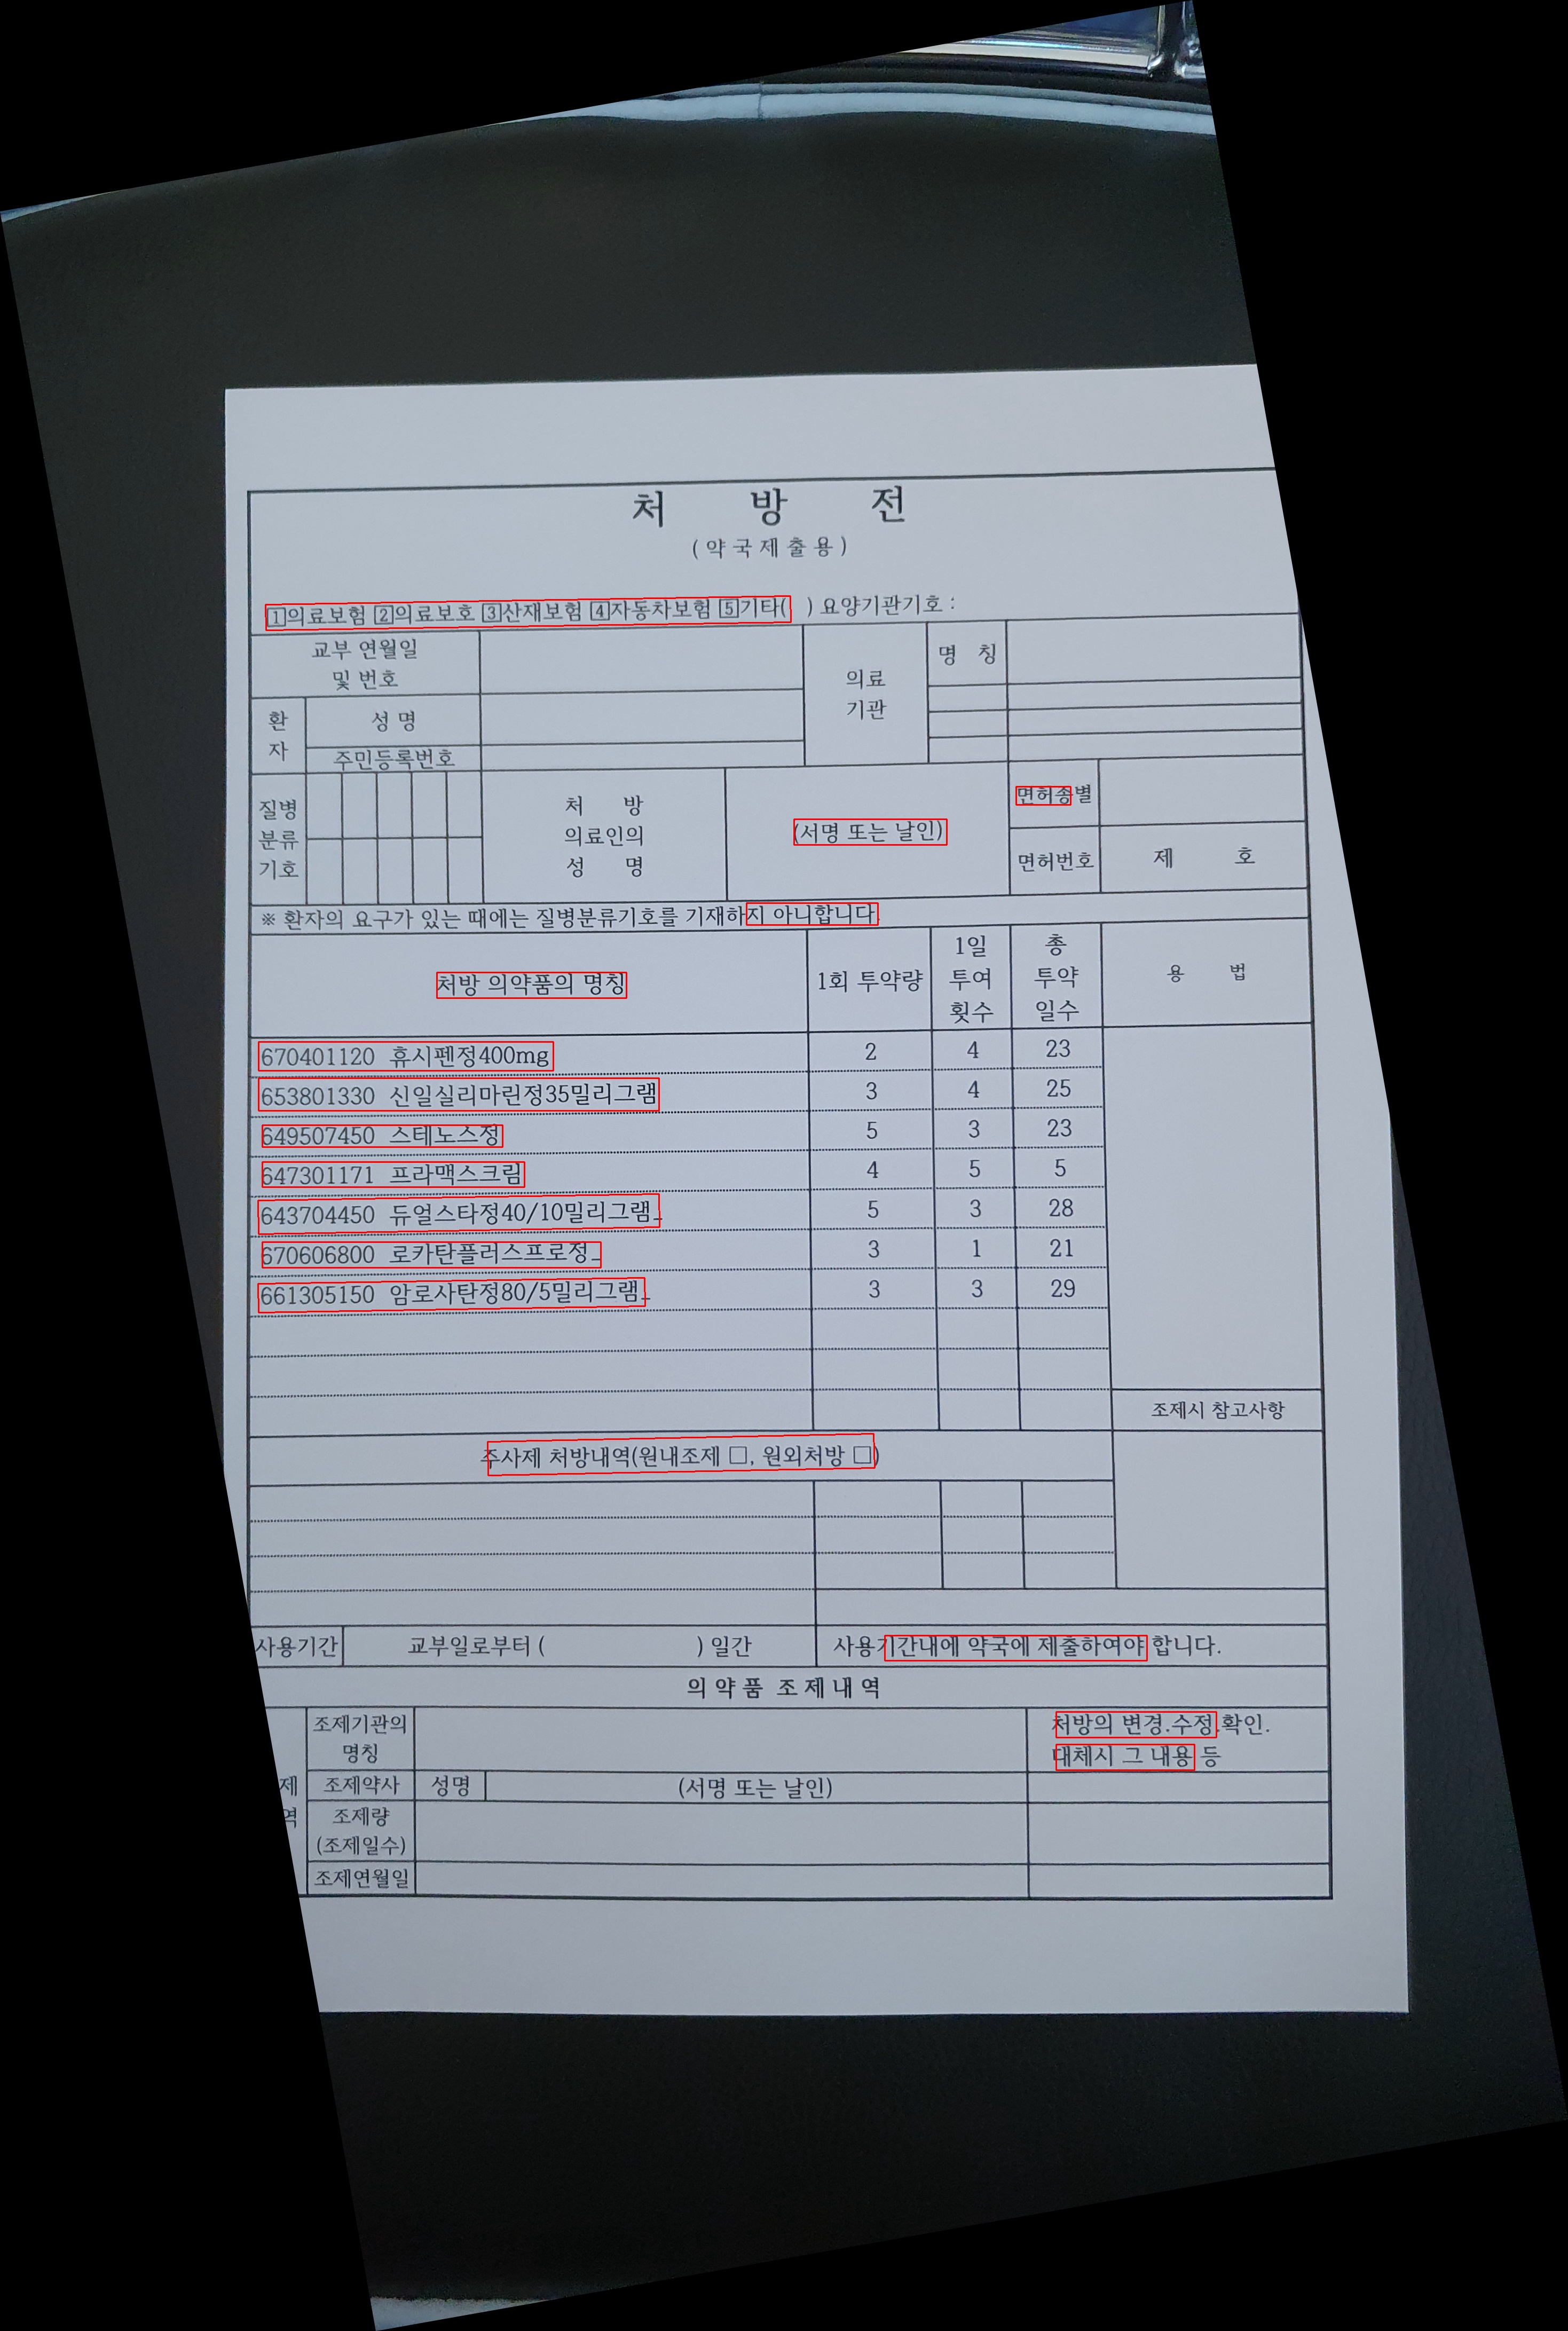 처 방 전
(약국제출용)
1의료보험 2의료보호 3산재보험 4자동차보험 5기타( ) 요양기관기호 :
교부 연월일 및 번호
의료 기관
명 칭
환 자
성 명
주민등록번호
질병 분류 기호
처 방 의료인의 성 명
(서명 또는 날인)
면허종별
면허번호 제 호
※ 환자의 요구가 있는 때에는 질병분류기호를 기재하지 아니합니다.
처방 의약품의 명칭 1회 투약량 1일 투여 횟수 총 투약 일수 용 법
670401120 휴시펜정400mg 2 4 23
653801330 신일실리마린정35밀리그램 3 4 25
649507450 스테노스정 5 3 23
647301171 프라맥스크림 4 5 5
643704450 듀얼스타정40/10밀리그램_ 5 3 28
670606800 로카탄플러스프로정_ 3 1 21
661305150 암로사탄정80/5밀리그램_ 3 3 29
조제시 참고사항
주사제 처방내역(원내조제 □, 원외처방 □)
사용기간 교부일로부터 ( ) 일간 사용기간내에 약국에 제출하여야 합니다.
의약품 조제내역
조제기관의 명칭
처방의 변경.수정.확인.
대체시 그 내용 등
제
역
조제약사 성명 (서명 또는 날인)
조제량
(조제일수)
조제연월일